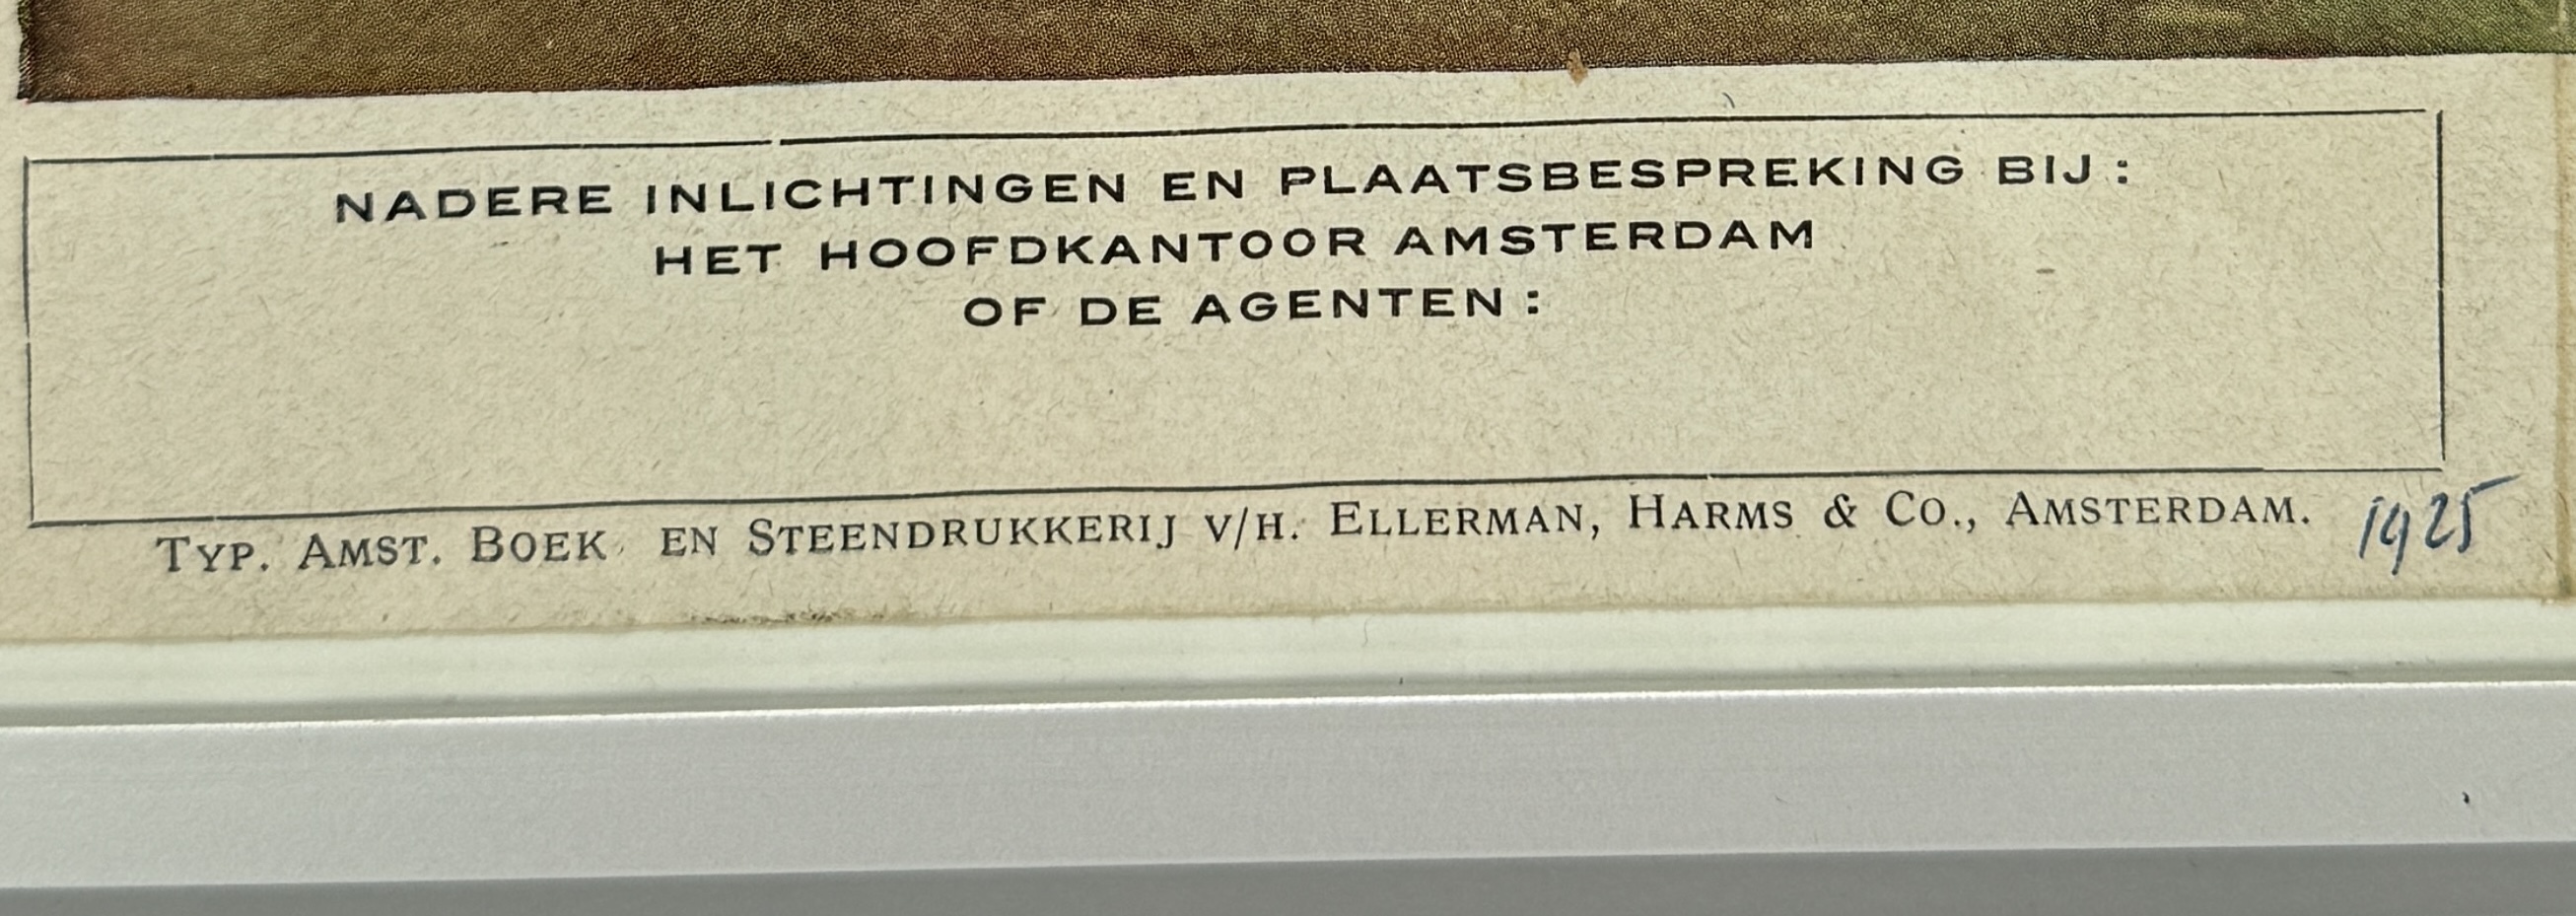 NADERE INLICHTINGEN EN PLAATSBESPREKING BIJ:
HET HOOFDKANTOOR AMSTERDAM
OF DE AGENTEN:
TYP. AMST. BOEK EN STEENDRUKKERIJ V/H. ELLERMAN, HARMS & CO., AMSTERDAM. 1925